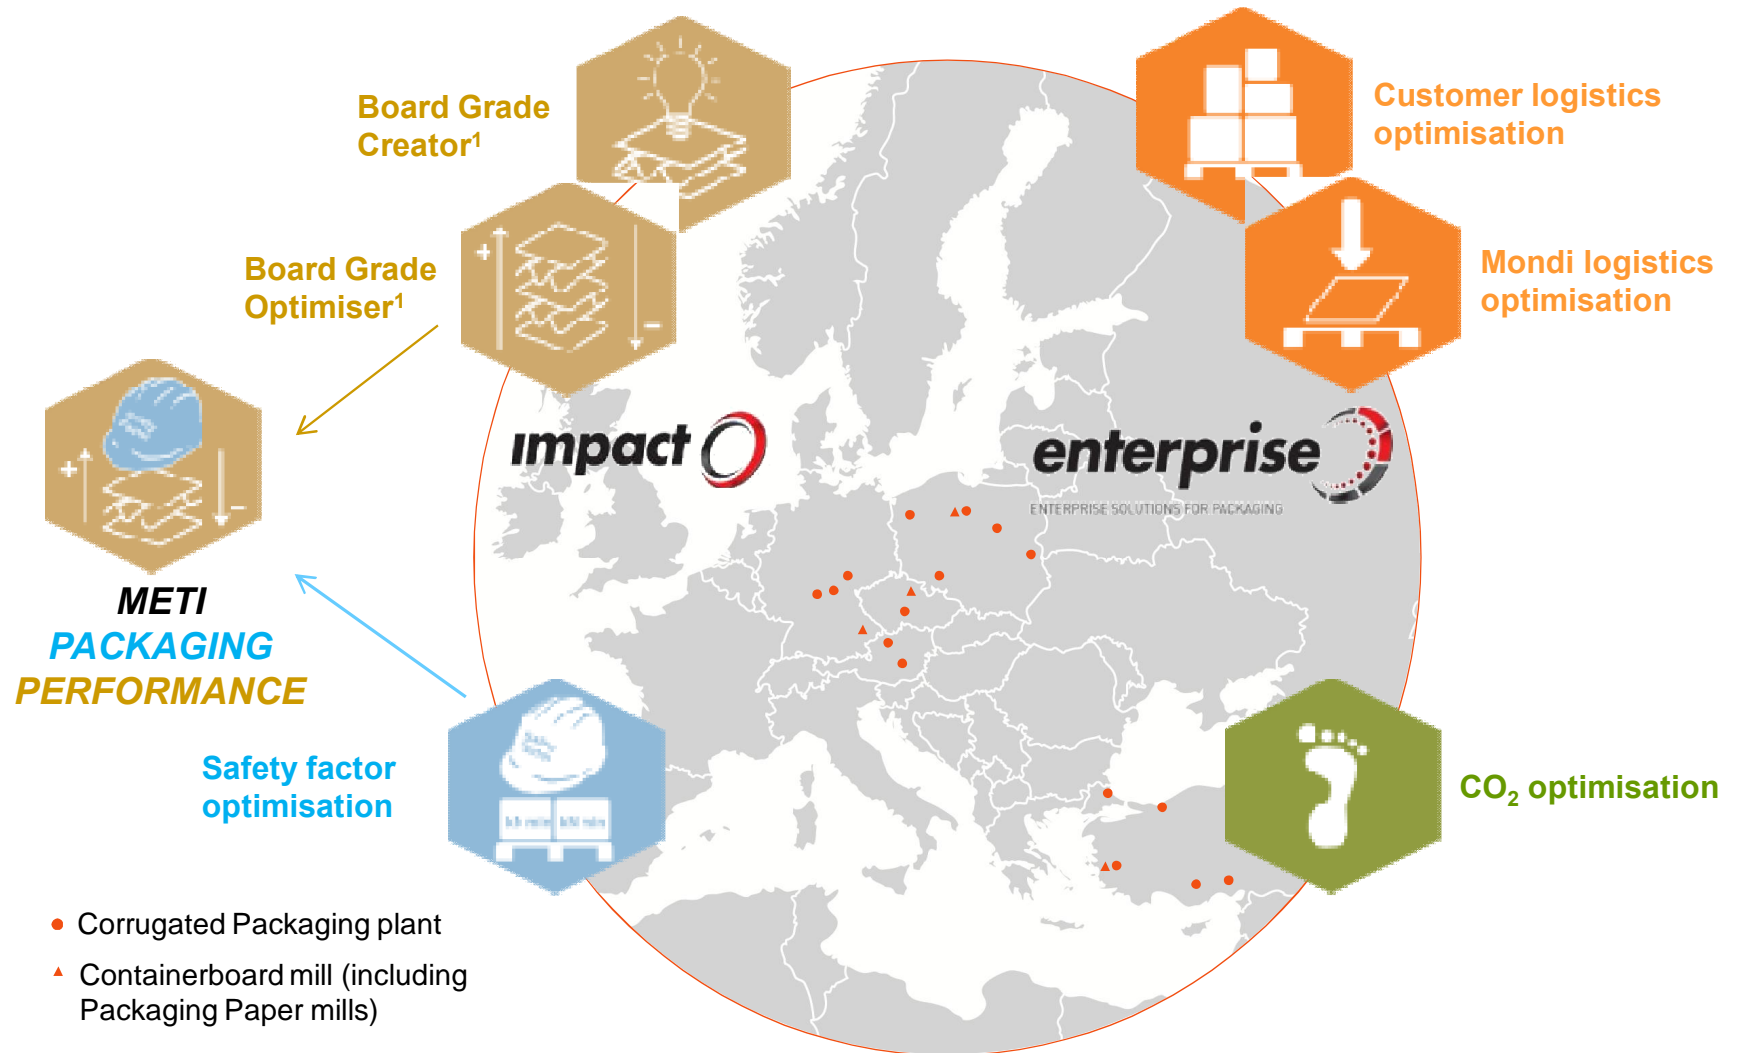 Board Grade
Creator¹
Customer logistics
optimisation
Board Grade
Optimiser¹
Mondi logistics
optimisation
impact
enterprise
ENTERPRISE SOLUTIONS FOR PACKAGING
METI
PACKAGING
PERFORMANCE
Safety factor
optimisation
CO₂ optimisation
Corrugated Packaging plant
Containerboard mill (including
Packaging Paper mills)